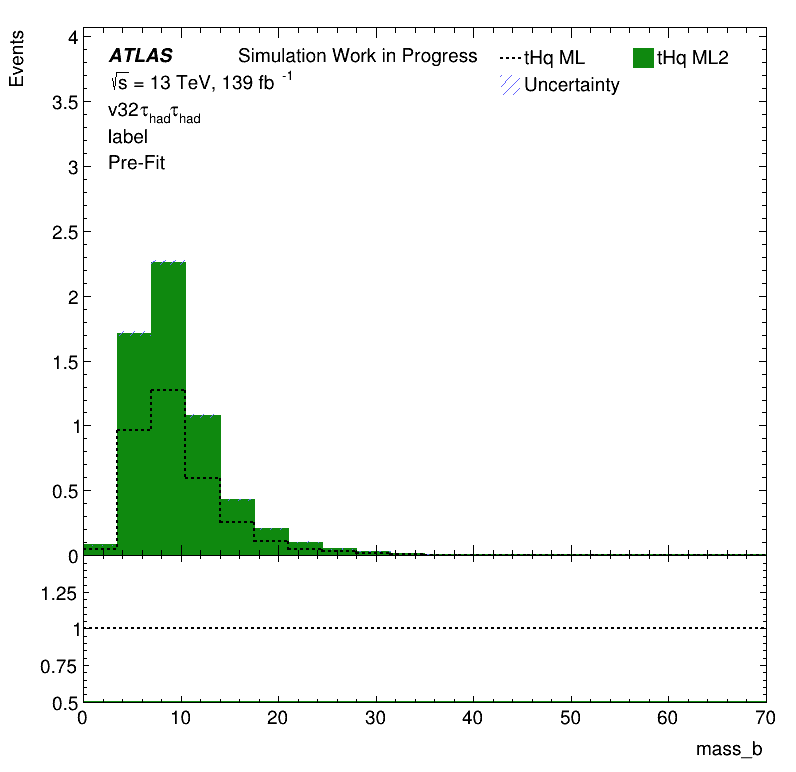 Events
4
3.5
3
2.5
2
1.5
1
0.5
0
ATLAS Simulation Work in Progress
√s = 13 TeV, 139 fb⁻¹
v32τ_had τ_had
label
Pre-Fit
tHq ML
tHq ML2
Uncertainty
1.25
1
0.75
0.5
0 10 20 30 40 50 60 70
mass_b